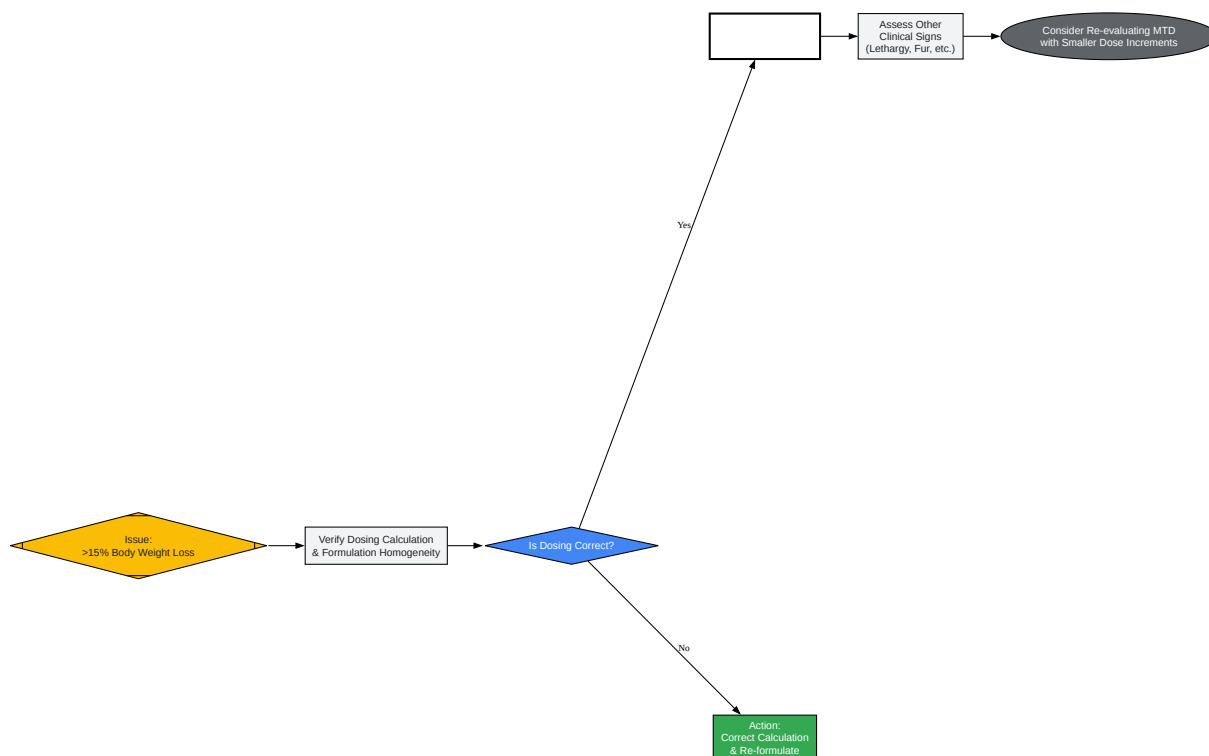 Assess Other
Clinical Signs
(Lethargy, Fur, etc.)
Consider Re-evaluating MTD
with Smaller Dose Increments
Yes
Issue:
>15% Body Weight Loss
Verify Dosing Calculation
& Formulation Homogeneity
Is Dosing Correct?
No
Action:
Correct Calculation
& Re-formulate